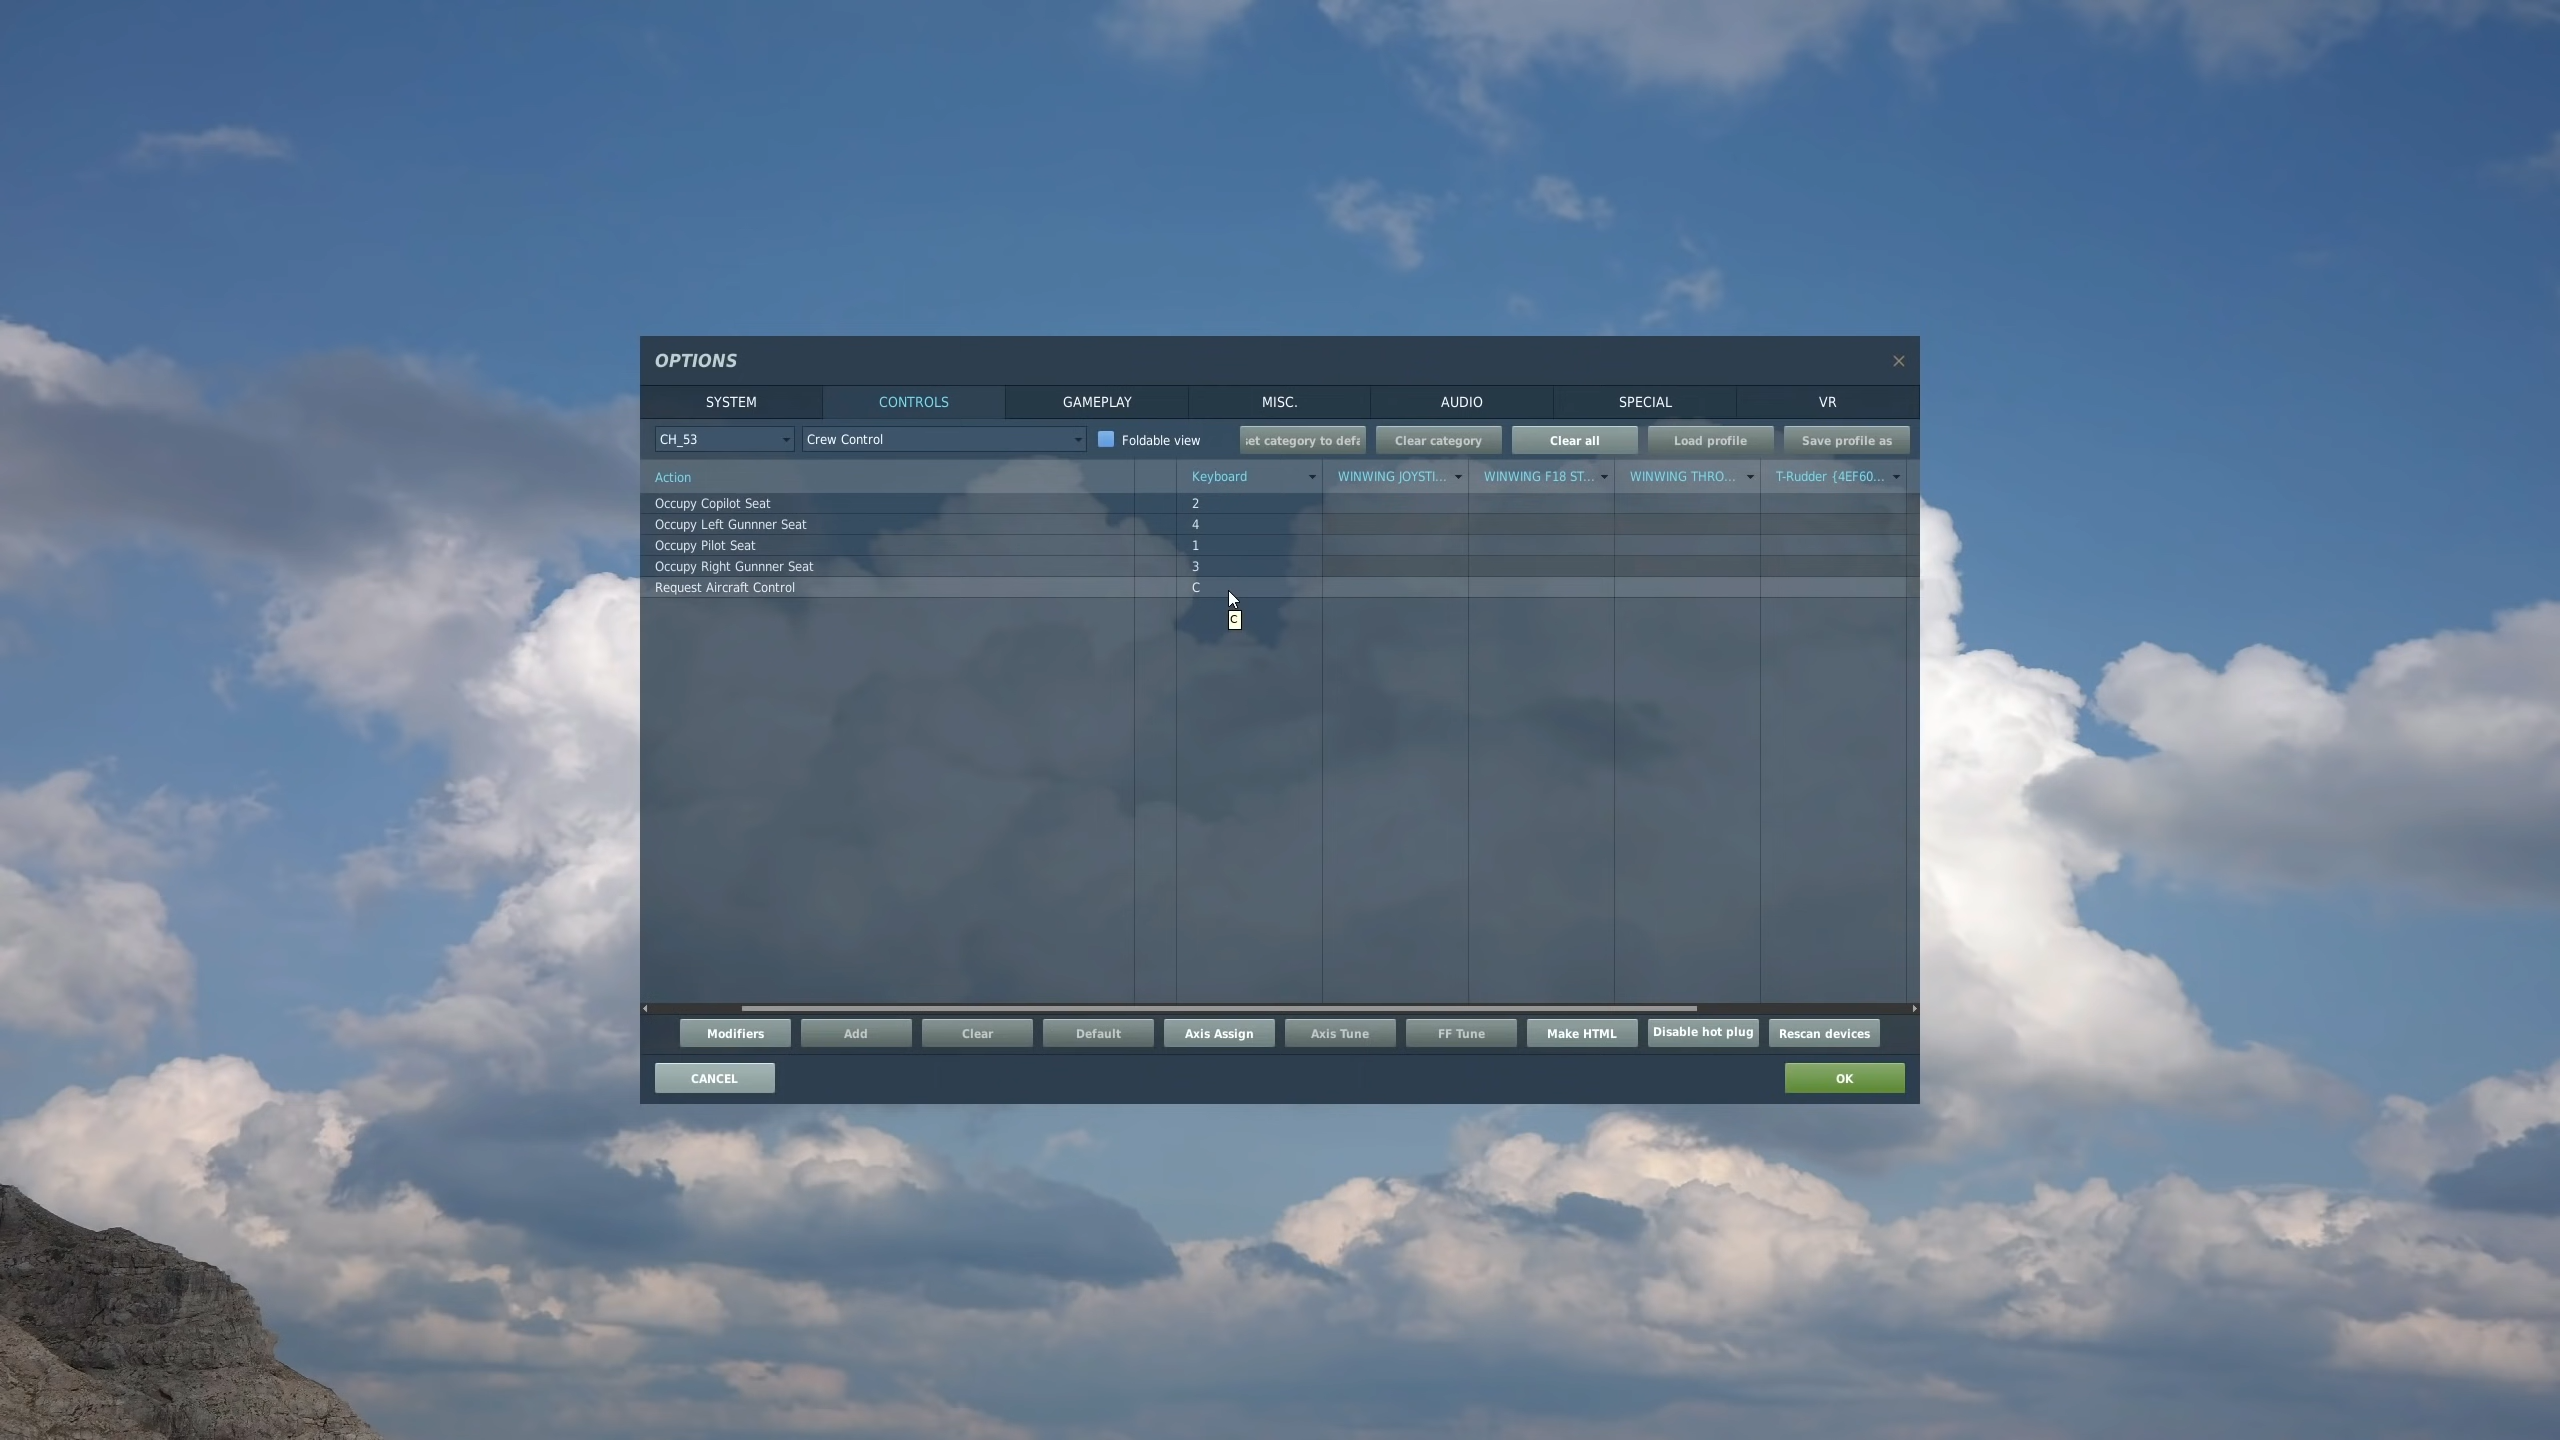 OPTIONS
SYSTEM CONTROLS GAMEPLAY MISC. AUDIO SPECIAL VR
CH_53 Crew Control Foldable view set category to defa Clear category Clear all Load profile Save profile as
Action Keyboard WINWING JOYSTI... WINWING F18 ST... WINWING THRO... T-Rudder {4EF60...
Occupy Copilot Seat 2
Occupy Left Gunnner Seat 4
Occupy Pilot Seat 1
Occupy Right Gunnner Seat 3
Request Aircraft Control C
C
Modifiers Add Clear Default Axis Assign Axis Tune FF Tune Make HTML Disable hot plug Rescan devices
CANCEL OK